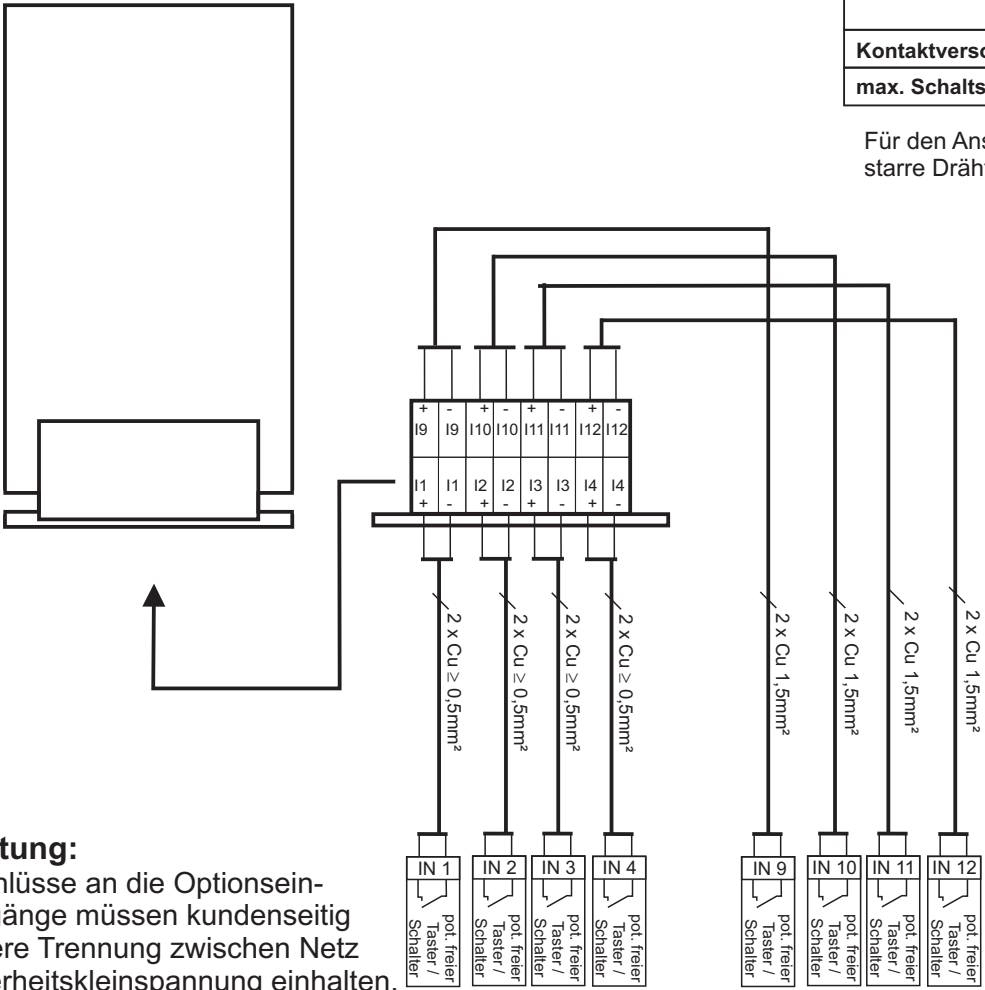 Kontaktversc
max. Schalts
Für den Ans
starre Dräh
+ - + - + - + -
I9 I9 I10 I10 I11 I11 I12 I12
I1 I1 I2 I2 I3 I3 I4 I4
+ - + - + - + -
2 x Cu ≥ 0,5mm²
2 x Cu ≥ 0,5mm²
2 x Cu ≥ 0,5mm²
2 x Cu ≥ 0,5mm²
2 x Cu 1,5mm²
2 x Cu 1,5mm²
2 x Cu 1,5mm²
2 x Cu 1,5mm²
tung:
hlüsse an die Optionsein-
gänge müssen kundenseitig
ere Trennung zwischen Netz
erheitskleinspannung einhalten.
IN 1
pot. freier
Taster /
Schalter
IN 2
pot. freier
Taster /
Schalter
IN 3
pot. freier
Taster /
Schalter
IN 4
pot. freier
Taster /
Schalter
IN 9
pot. freier
Taster /
Schalter
IN 10
pot. freier
Taster /
Schalter
IN 11
pot. freier
Taster /
Schalter
IN 12
pot. freier
Taster /
Schalter